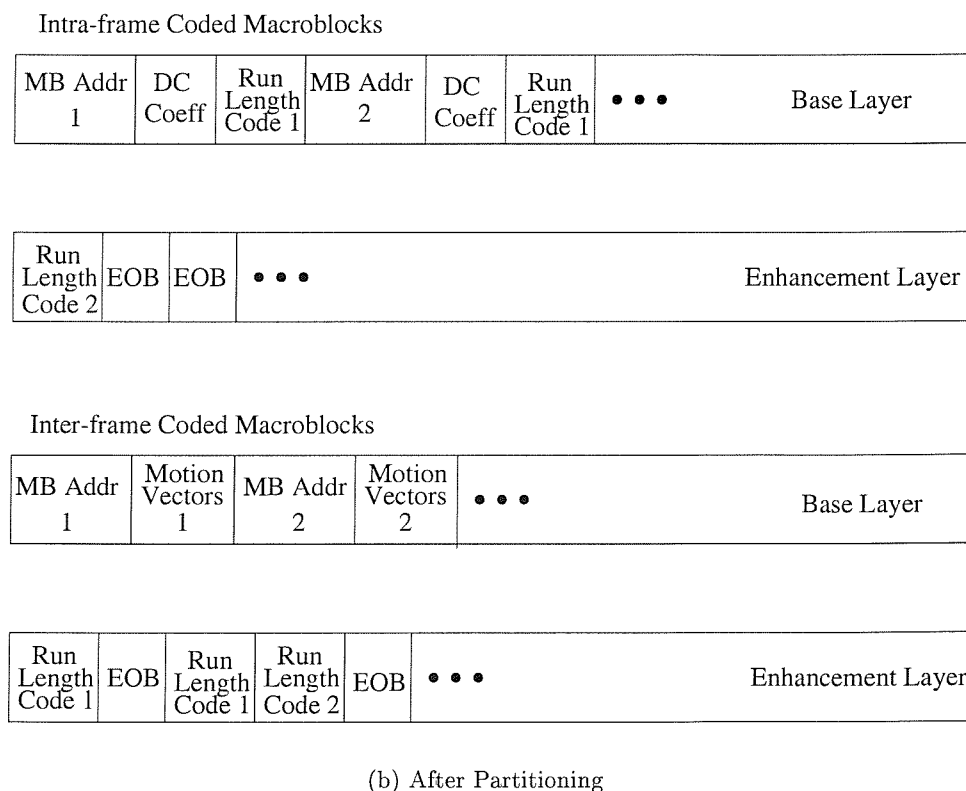 Intra-frame Coded Macroblocks
MB Addr 1
DC Coeff
Run Length Code 1
MB Addr 2
DC Coeff
Run Length Code 1
• • •
Base Layer
Run Length Code 2
EOB
EOB
• • •
Enhancement Layer
Inter-frame Coded Macroblocks
MB Addr 1
Motion Vectors 1
MB Addr 2
Motion Vectors 2
• • •
Base Layer
Run Length Code 1
EOB
Run Length Code 1
Run Length Code 2
EOB
• • •
Enhancement Layer
(b) After Partitioning